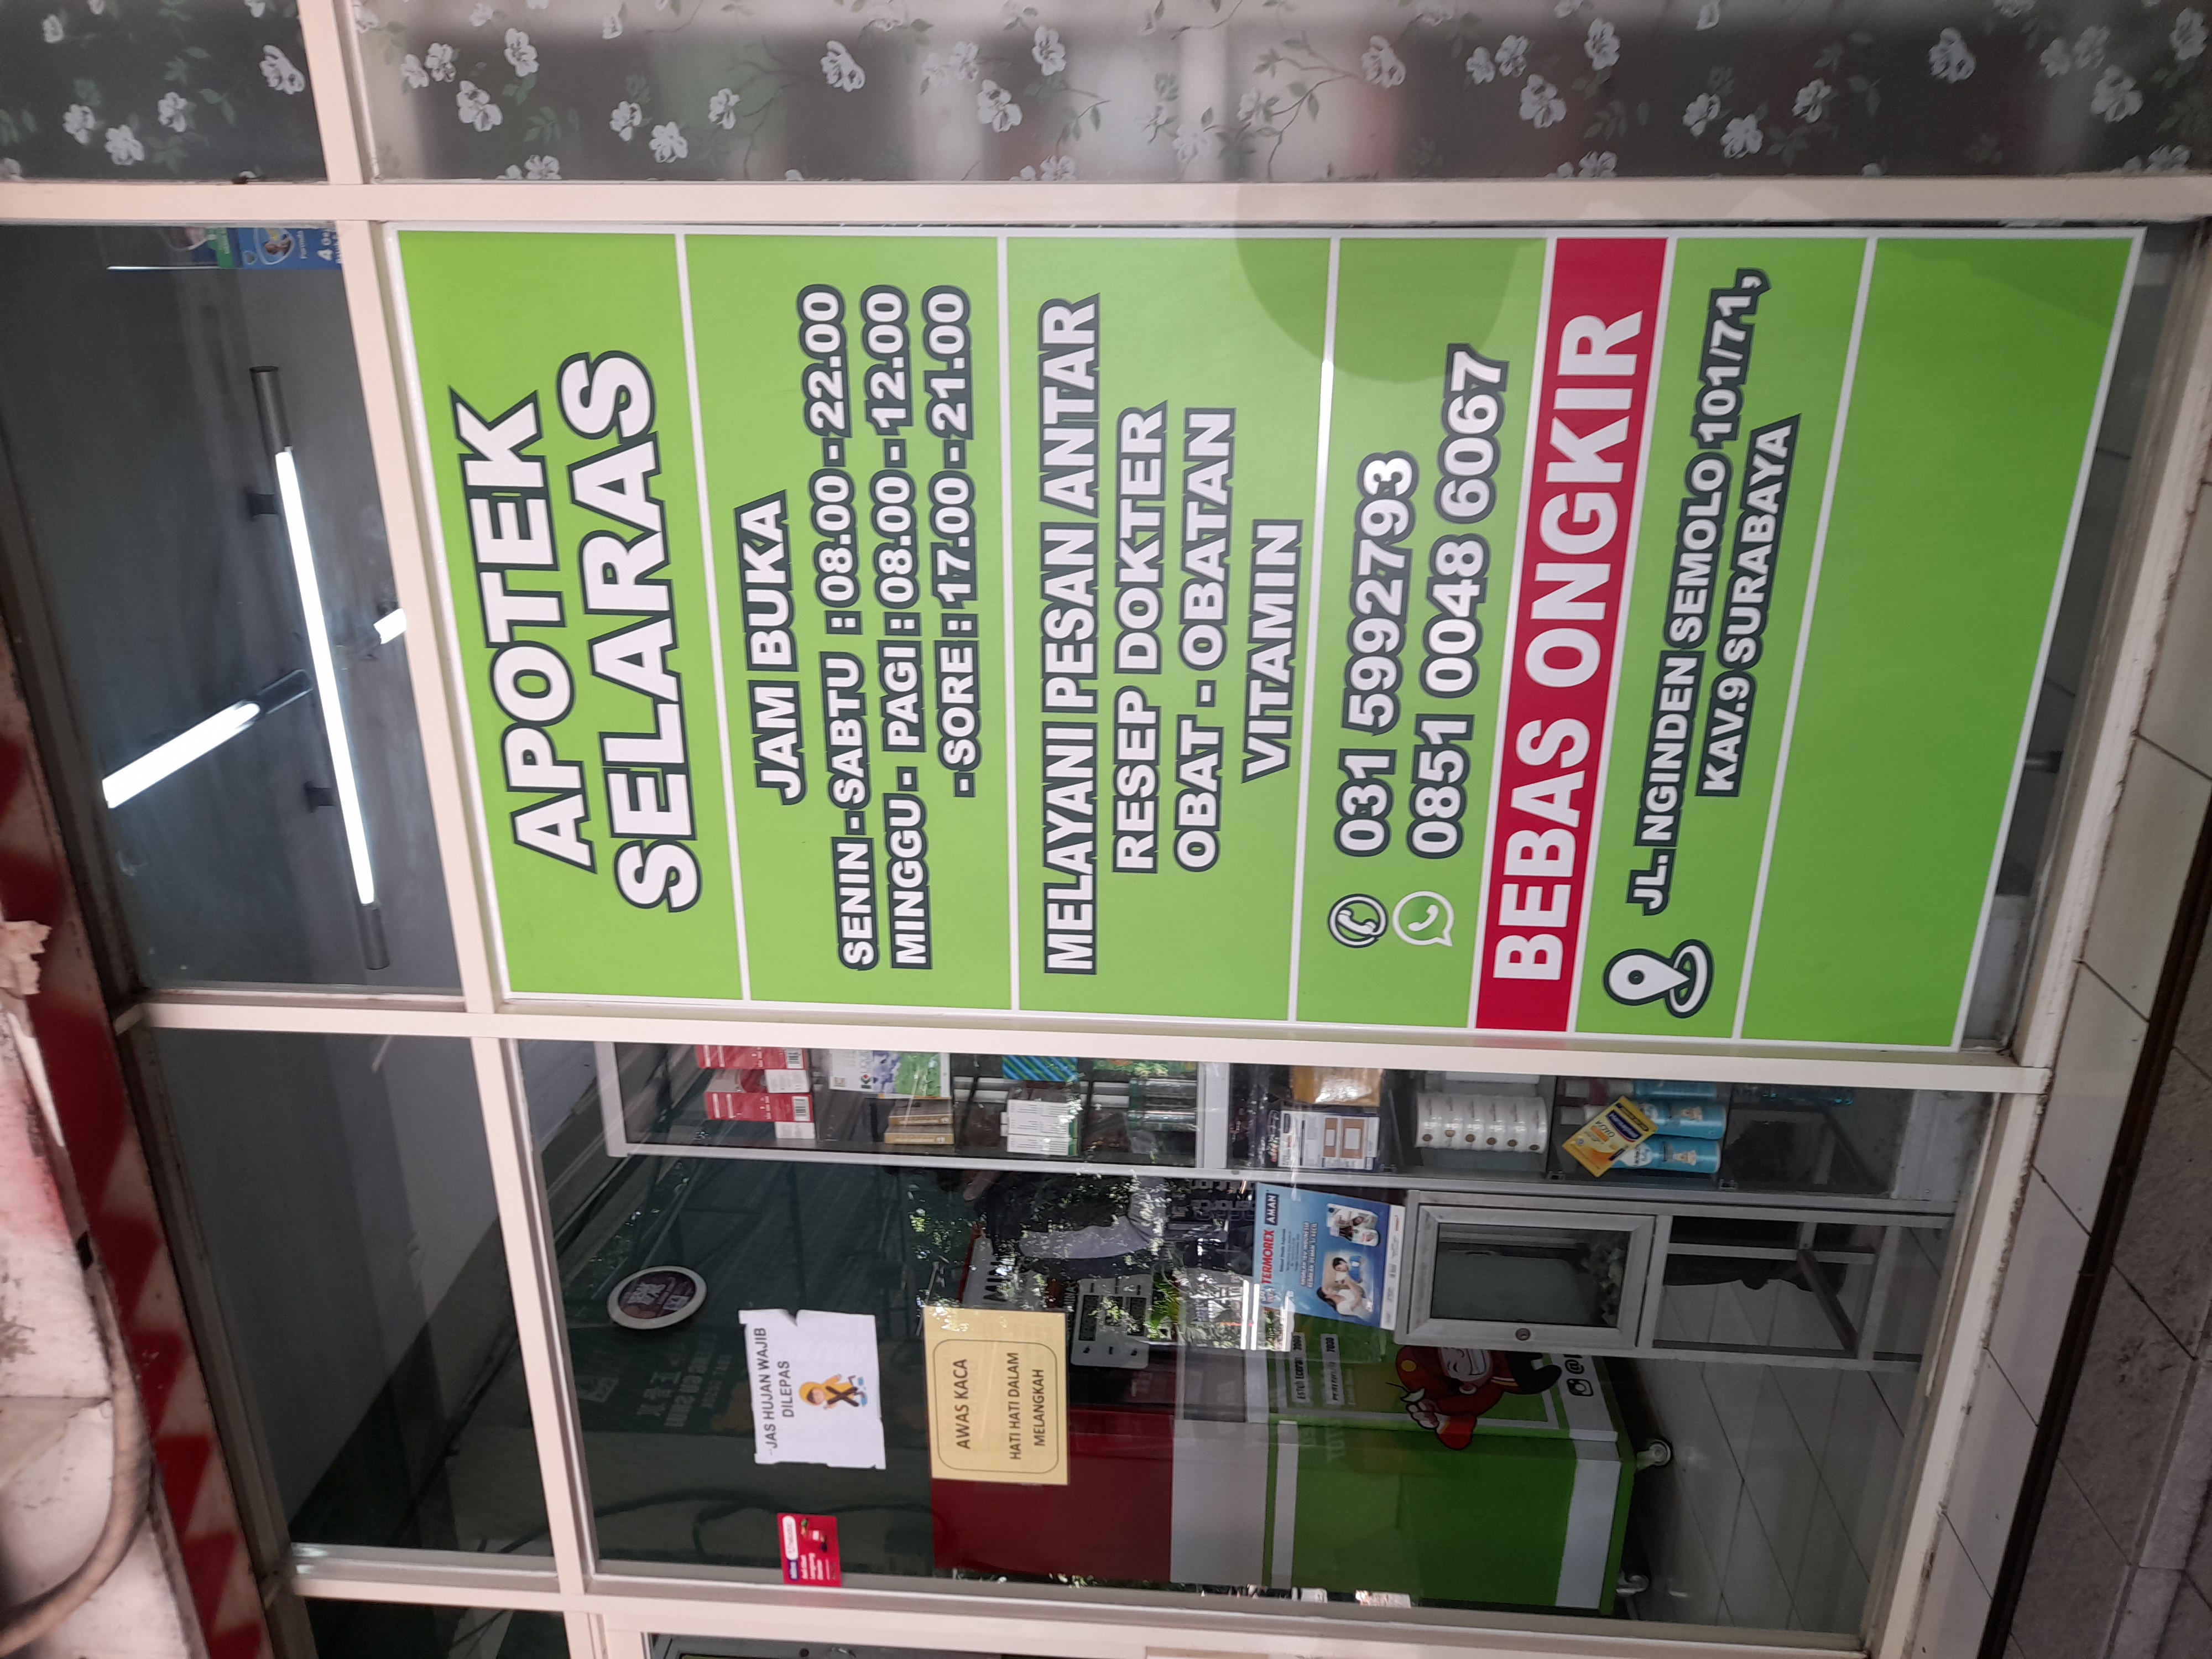 APOTEK
SELARAS
JAM BUKA
SENIN - SABTU : 08.00 - 22.00
MINGGU - PAGI : 08.00 - 12.00
- SORE : 17.00 - 21.00
MELAYANI PESAN ANTAR
RESEP DOKTER
OBAT - OBATAN
VITAMIN
031 5992793
0851 0048 6067
BEBAS ONGKIR
JL. NGINDEN SEMOLO 101/71,
KAV.9 SURABAYA
JAS HUJAN WAJIB
DILEPAS
AWAS KACA
HATI HATI DALAM
MELANGKAH
TERMOREX AMAN